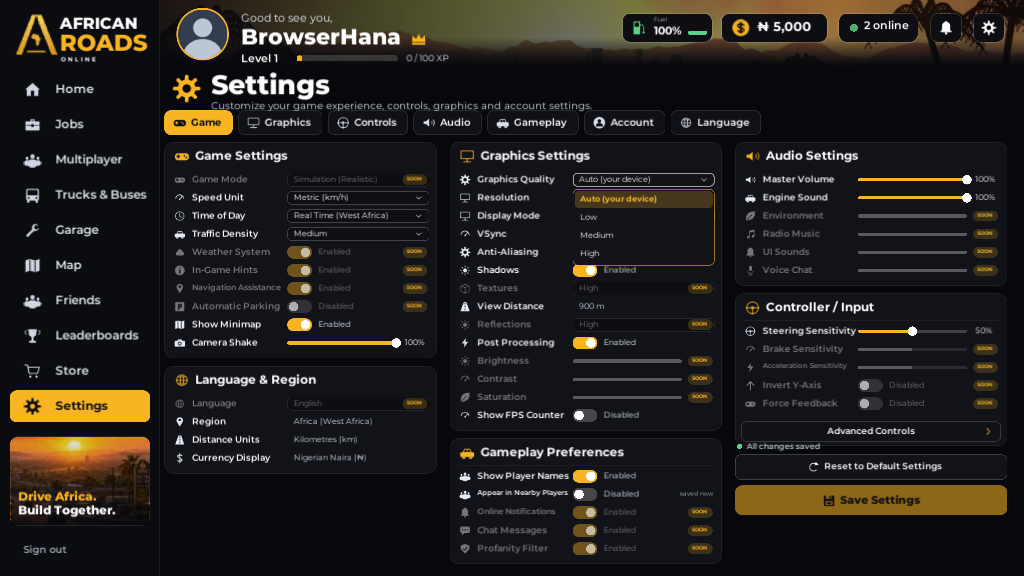 AFRICAN
ROADS
ONLINE
Home
Jobs
Multiplayer
Trucks & Buses
Garage
Map
Friends
Leaderboards
Store
Settings
Drive Africa.
Build Together.
Sign out
Good to see you,
BrowserHana
Level 1
0 / 100 XP
Fuel
100%
₦ 5,000
2 online
Settings
Customize your game experience, controls, graphics and account settings.
Game
Graphics
Controls
Audio
Gameplay
Account
Language
Game Settings
Game Mode Simulation (Realistic) SOON
Speed Unit Metric (km/h)
Time of Day Real Time (West Africa)
Traffic Density Medium
Weather System Enabled SOON
In-Game Hints Enabled SOON
Navigation Assistance Enabled SOON
Automatic Parking Disabled SOON
Show Minimap Enabled
Camera Shake 100%
Language & Region
Language English SOON
Region Africa (West Africa)
Distance Units Kilometres (km)
Currency Display Nigerian Naira (₦)
Graphics Settings
Graphics Quality Auto (your device)
Resolution Auto (your device)
Display Mode Low
VSync Medium
Anti-Aliasing High
Shadows Enabled
Textures High SOON
View Distance 900 m
Reflections High SOON
Post Processing Enabled
Brightness SOON
Contrast SOON
Saturation SOON
Show FPS Counter Disabled
Gameplay Preferences
Show Player Names Enabled
Appear in Nearby Players Disabled saved now
Online Notifications Enabled SOON
Chat Messages Enabled SOON
Profanity Filter Enabled SOON
Audio Settings
Master Volume 100%
Engine Sound 100%
Environment SOON
Radio Music SOON
UI Sounds SOON
Voice Chat SOON
Controller / Input
Steering Sensitivity 50%
Brake Sensitivity SOON
Acceleration Sensitivity SOON
Invert Y-Axis Disabled SOON
Force Feedback Disabled SOON
Advanced Controls
All changes saved
Reset to Default Settings
Save Settings